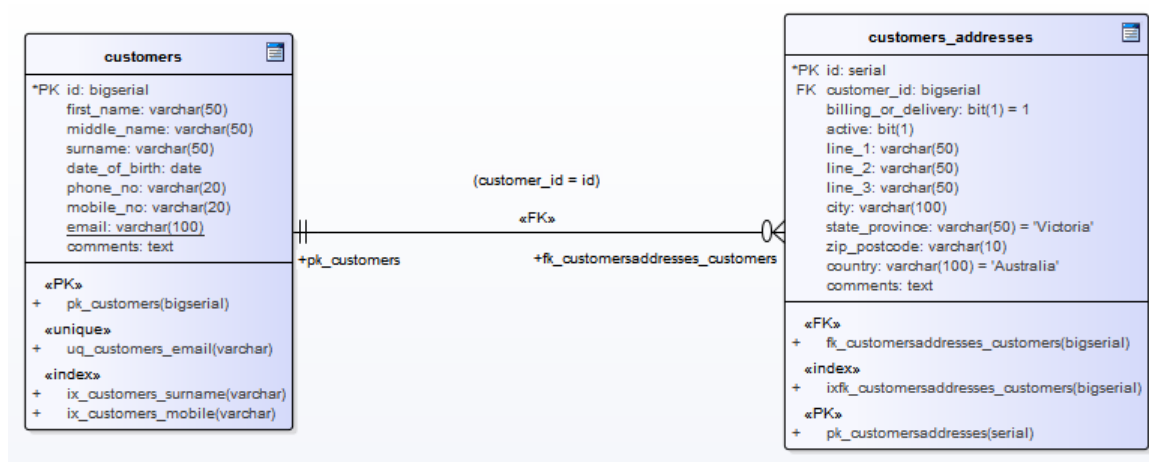 customers
*PK id: bigserial
first_name: varchar(50)
middle_name: varchar(50)
surname: varchar(50)
date_of_birth: date
phone_no: varchar(20)
mobile_no: varchar(20)
email: varchar(100)
comments: text
«PK»
+ pk_customers(bigserial)
«unique»
+ uq_customers_email(varchar)
«index»
+ ix_customers_surname(varchar)
+ ix_customers_mobile(varchar)
(customer_id = id)
«FK»
+pk_customers
+fk_customersaddresses_customers
customers_addresses
*PK id: serial
FK customer_id: bigserial
billing_or_delivery: bit(1) = 1
active: bit(1)
line_1: varchar(50)
line_2: varchar(50)
line_3: varchar(50)
city: varchar(100)
state_province: varchar(50) = 'Victoria'
zip_postcode: varchar(10)
country: varchar(100) = 'Australia'
comments: text
«FK»
+ fk_customersaddresses_customers(bigserial)
«index»
+ ixfk_customersaddresses_customers(bigserial)
«PK»
+ pk_customersaddresses(serial)